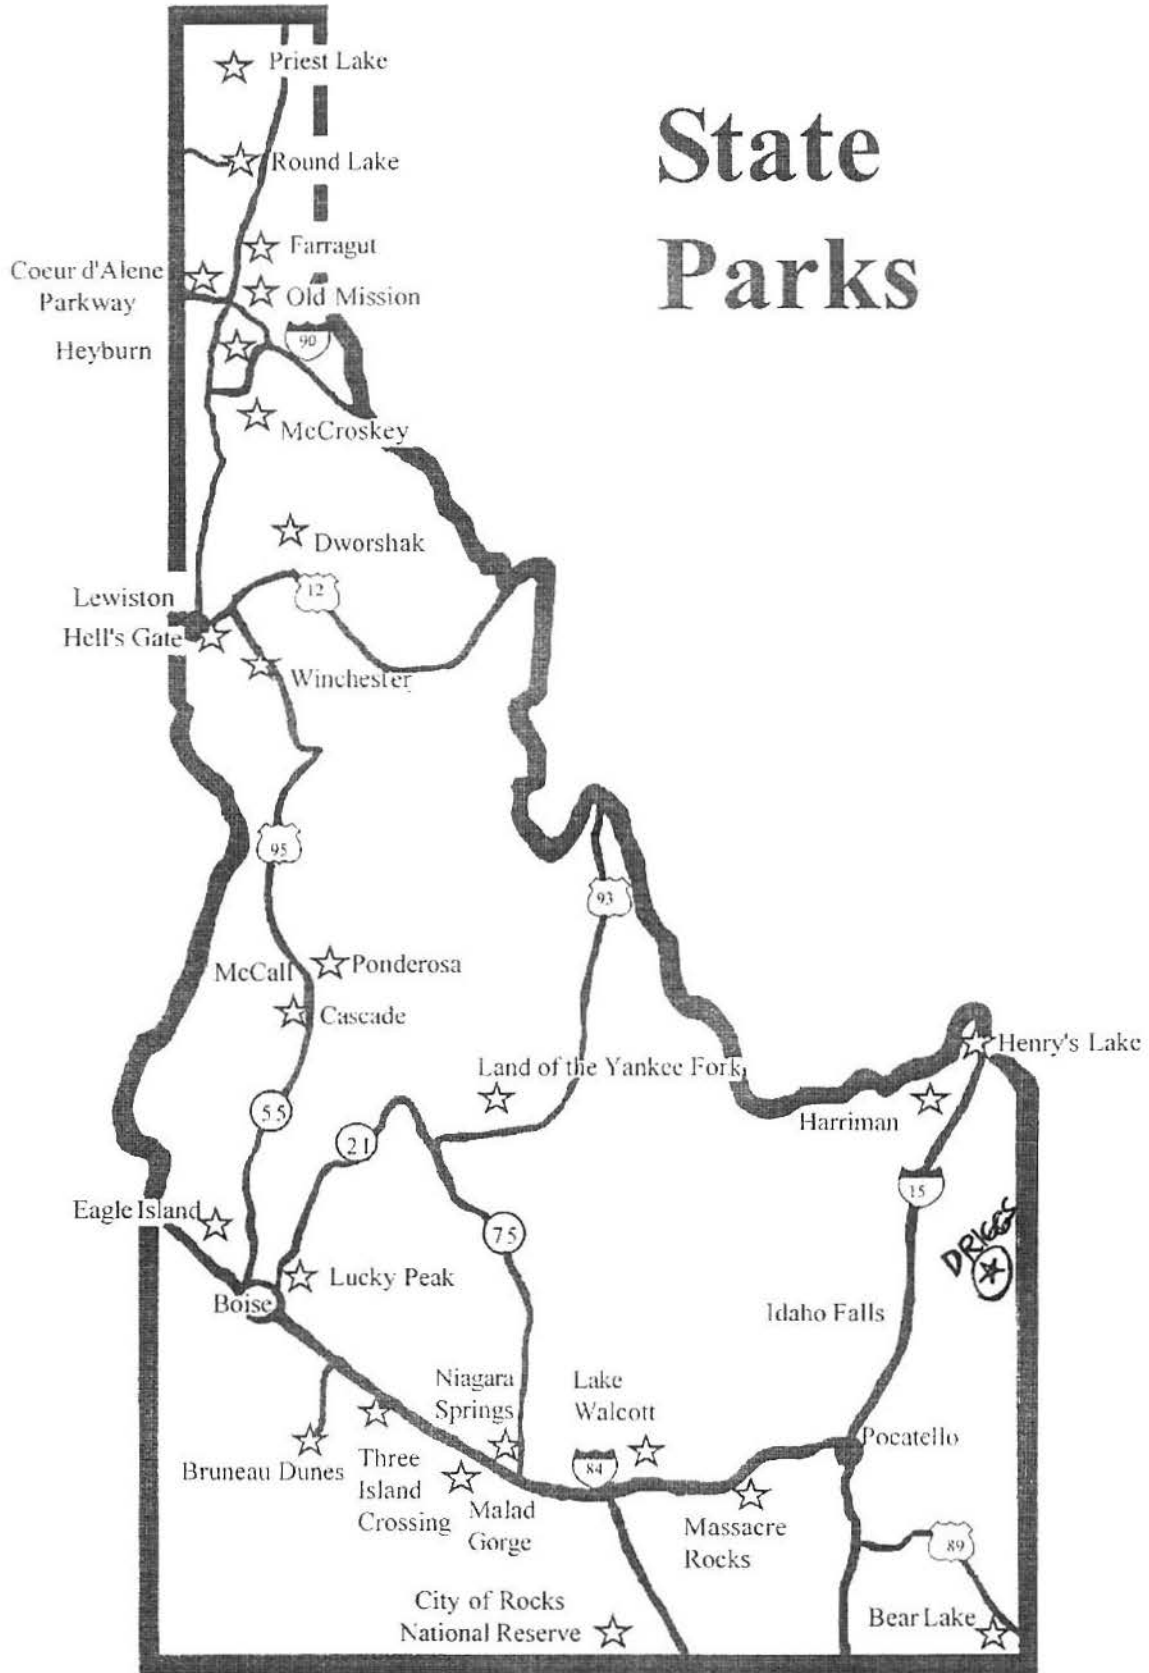 State
Parks
Priest Lake
Round Lake
Farragut
Coeur d'Alene
Parkway
Old Mission
90
Heyburn
McCroskey
Dworshak
12
Lewiston
Hell's Gate
Winchester
95
93
McCall
Ponderosa
Cascade
Henry's Lake
Land of the Yankee Fork
Harriman
55
21
15
Eagle Island
75
DRIGGS
Lucky Peak
Boise
Idaho Falls
Niagara
Springs
Lake
Walcott
Pocatello
84
Bruneau Dunes
Three
Island
Crossing
Malad
Gorge
Massacre
Rocks
89
City of Rocks
National Reserve
Bear Lake